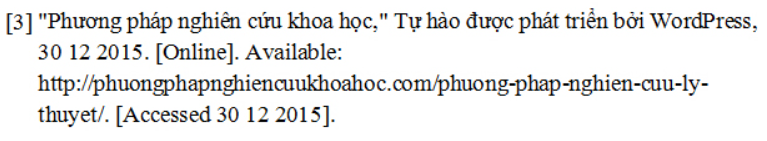 [3] "Phương pháp nghiên cứu khoa học," Tự hào được phát triển bởi WordPress,
30 12 2015. [Online]. Available:
http://phuongphapnghiencuukhoahoc.com/phuong-phap-nghien-cuu-ly-
thuyet/. [Accessed 30 12 2015].